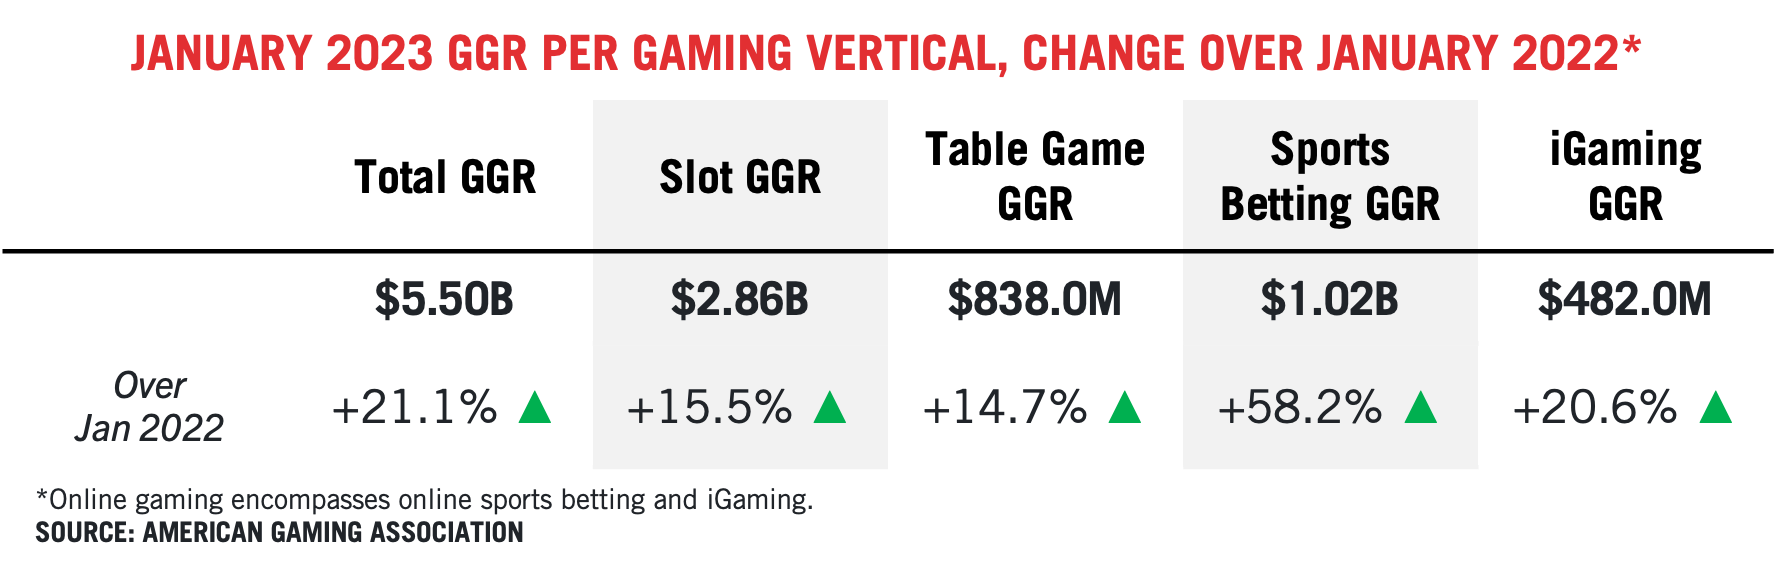 JANUARY 2023 GGR PER GAMING VERTICAL, CHANGE OVER JANUARY 2022*
Total GGR
Slot GGR
Table Game
GGR
Sports
Betting GGR
iGaming
GGR
$5.50B $2.86B $838.0M $1.02B $482.0M
Over
Jan 2022
+21.1% ▲ +15.5% ▲ +14.7% ▲ +58.2% ▲ +20.6% ▲
*Online gaming encompasses online sports betting and iGaming.
SOURCE: AMERICAN GAMING ASSOCIATION